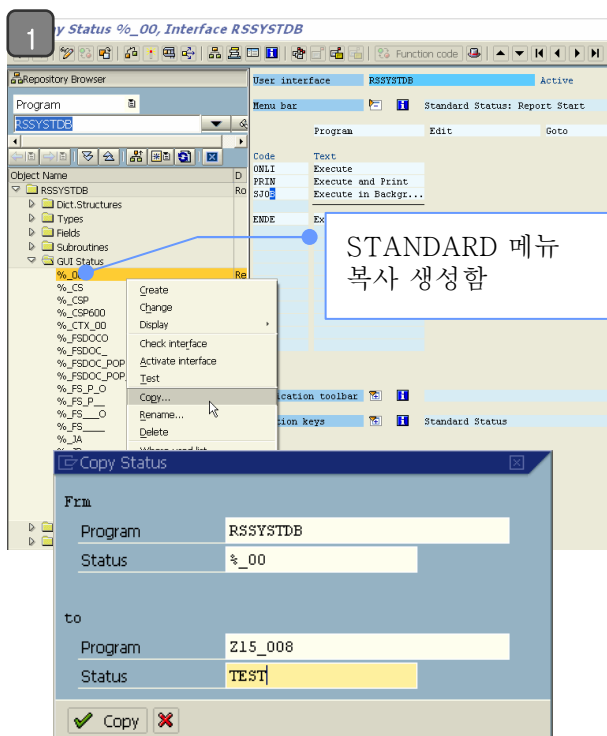 1
y Status %_00, Interface RSSYSTDB
Function code
Repository Browser
Program
RSSYSTDB
Object Name D
RSSYSTDB Ro
Dict.Structures
Types
Fields
Subroutines
GUI Status
%_0 Re
%_CS
%_CSP
%_CSP600
%_CTX_00
%_FSDOCO
%_FSDOC_
%_FSDOC_POP
%_FSDOC_POP
%_FS_P_O
%_FS_P__
%_FS___O
%_FS____
%_JA
Create
Change
Display
Check interface
Activate interface
Test
Copy...
Rename...
Delete
User interface RSSYSTDB Active
Menu bar Standard Status: Report Start
Program Edit Goto
Code Text
ONLI Execute
PRIN Execute and Print
SJOB Execute in Backgr...
ENDE Ex
STANDARD 메뉴
복사 생성함
ication toolbar
tion keys Standard Status
Copy Status
Frm
Program RSSYSTDB
Status %_00
to
Program Z15_008
Status TEST
Copy